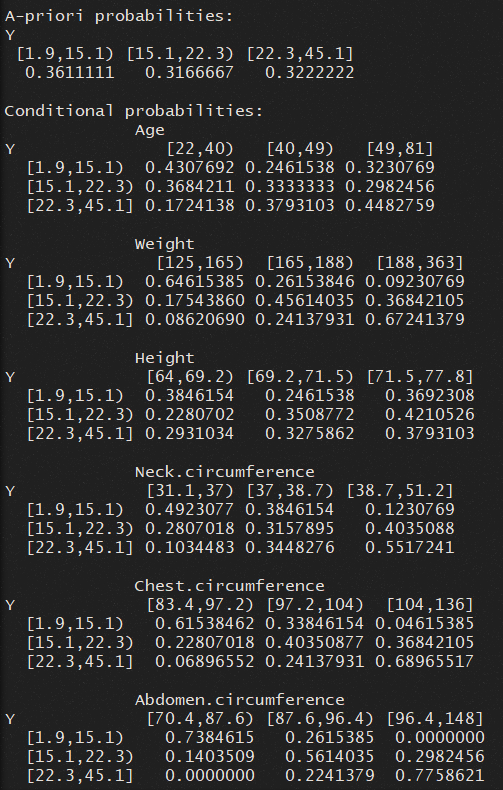 A-priori probabilities:
Y
[1.9,15.1) [15.1,22.3) [22.3,45.1]
0.3611111 0.3166667 0.3222222
Conditional probabilities:
Age
Y [22,40) [40,49) [49,81]
[1.9,15.1) 0.4307692 0.2461538 0.3230769
[15.1,22.3) 0.3684211 0.3333333 0.2982456
[22.3,45.1] 0.1724138 0.3793103 0.4482759
Weight
Y [125,165) [165,188) [188,363]
[1.9,15.1) 0.64615385 0.26153846 0.09230769
[15.1,22.3) 0.17543860 0.45614035 0.36842105
[22.3,45.1] 0.08620690 0.24137931 0.67241379
Height
Y [64,69.2) [69.2,71.5) [71.5,77.8]
[1.9,15.1) 0.3846154 0.2461538 0.3692308
[15.1,22.3) 0.2280702 0.3508772 0.4210526
[22.3,45.1] 0.2931034 0.3275862 0.3793103
Neck.circumference
Y [31.1,37) [37,38.7) [38.7,51.2]
[1.9,15.1) 0.4923077 0.3846154 0.1230769
[15.1,22.3) 0.2807018 0.3157895 0.4035088
[22.3,45.1] 0.1034483 0.3448276 0.5517241
Chest.circumference
Y [83.4,97.2) [97.2,104) [104,136]
[1.9,15.1) 0.61538462 0.33846154 0.04615385
[15.1,22.3) 0.22807018 0.40350877 0.36842105
[22.3,45.1] 0.06896552 0.24137931 0.68965517
Abdomen.circumference
Y [70.4,87.6) [87.6,96.4) [96.4,148]
[1.9,15.1) 0.7384615 0.2615385 0.0000000
[15.1,22.3) 0.1403509 0.5614035 0.2982456
[22.3,45.1] 0.0000000 0.2241379 0.7758621